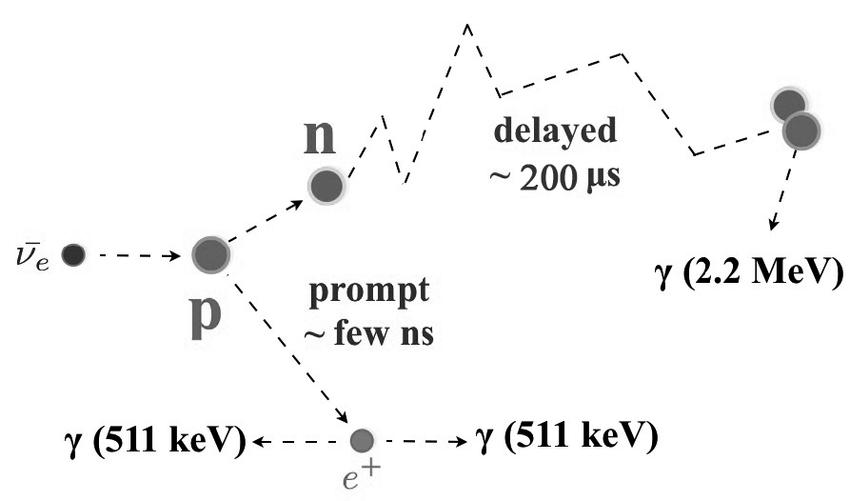 n
delayed
~ 200 μs
ν̄e
p
γ (2.2 MeV)
prompt
~ few ns
γ (511 keV)
γ (511 keV)
e+